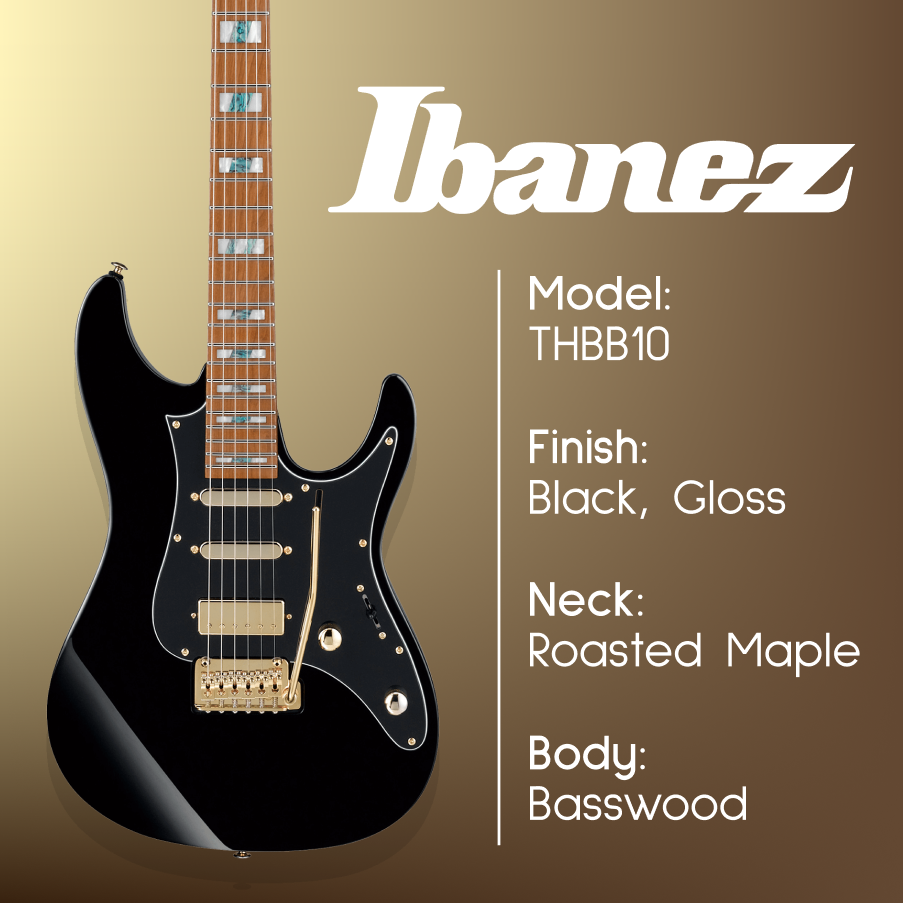 Ibanez
Model:
THBB10
Finish:
Black, Gloss
Neck:
Roasted Maple
Body:
Basswood